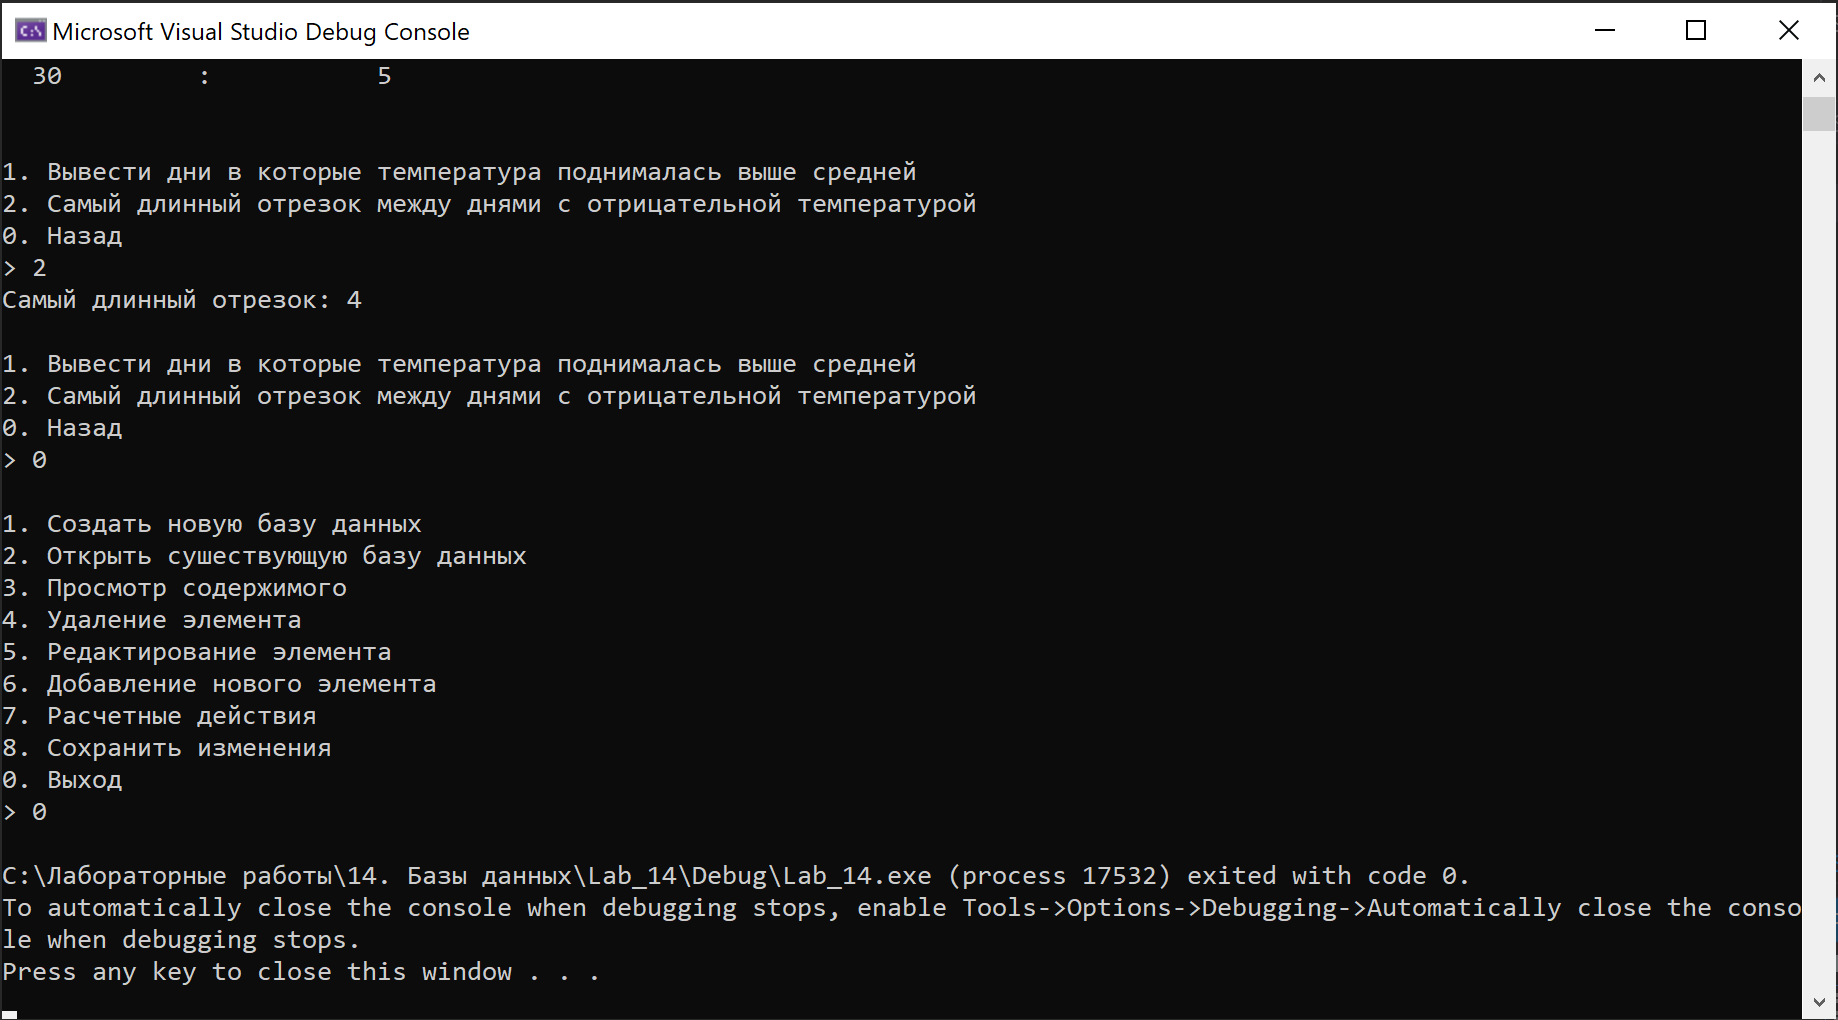 Microsoft Visual Studio Debug Console
30 : 5
1. Вывести дни в которые температура поднималась выше средней
2. Самый длинный отрезок между днями с отрицательной температурой
0. Назад
> 2
Самый длинный отрезок: 4
1. Вывести дни в которые температура поднималась выше средней
2. Самый длинный отрезок между днями с отрицательной температурой
0. Назад
> 0
1. Создать новую базу данных
2. Открыть сушествующую базу данных
3. Просмотр содержимого
4. Удаление элемента
5. Редактирование элемента
6. Добавление нового элемента
7. Расчетные действия
8. Сохранить изменения
0. Выход
> 0
C:\Лабораторные работы\14. Базы данных\Lab_14\Debug\Lab_14.exe (process 17532) exited with code 0.
To automatically close the console when debugging stops, enable Tools->Options->Debugging->Automatically close the conso
le when debugging stops.
Press any key to close this window . . .